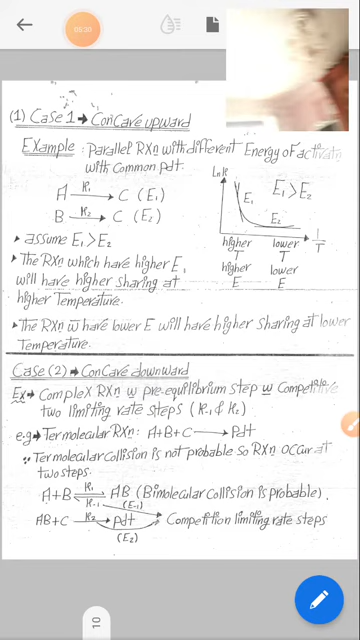 00:30
(1) Case 1 → Concave upward
Example: Parallel RXn with different Energy of activatn
with common pdt.
A K1→ C (E1)
B K2→ C (E2)
Ln K
E1
E2
E1>E2
1/T
higher T
lower T
higher E
lower E
▸ assume E1>E2
▸ The RXn which have higher E,
will have higher sharing at
higher Temperature.
▸ The RXn w̄ have lower E will have higher sharing at lower
Temperature.
Case (2) → Concave downward
Ex → Complex RXn w pre-equilibrium step w Competitive
two limiting rate steps (K-1 & K2)
e.g → Termolecular RXn: A+B+C → Pdt
∵ Termolecular Collision is not probable so RXn occur at
two steps.
A+B K1⇌K-1 AB (Bimolecular Collision is probable).
(E-1)
AB+C K2→ pdt Competition limiting rate steps
(E2)
10